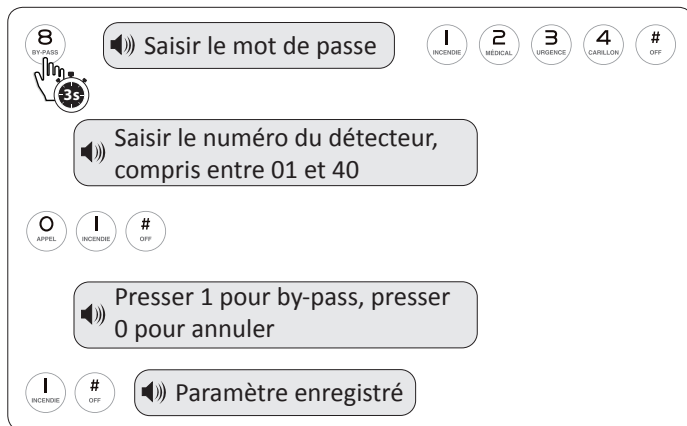 8 BY-PASS
Saisir le mot de passe
1 INCENDIE 2 MÉDICAL 3 URGENCE 4 CARILLON # OFF
3s
Saisir le numéro du détecteur,
compris entre 01 et 40
0 APPEL 1 INCENDIE # OFF
Presser 1 pour by-pass, presser
0 pour annuler
1 INCENDIE # OFF
Paramètre enregistré